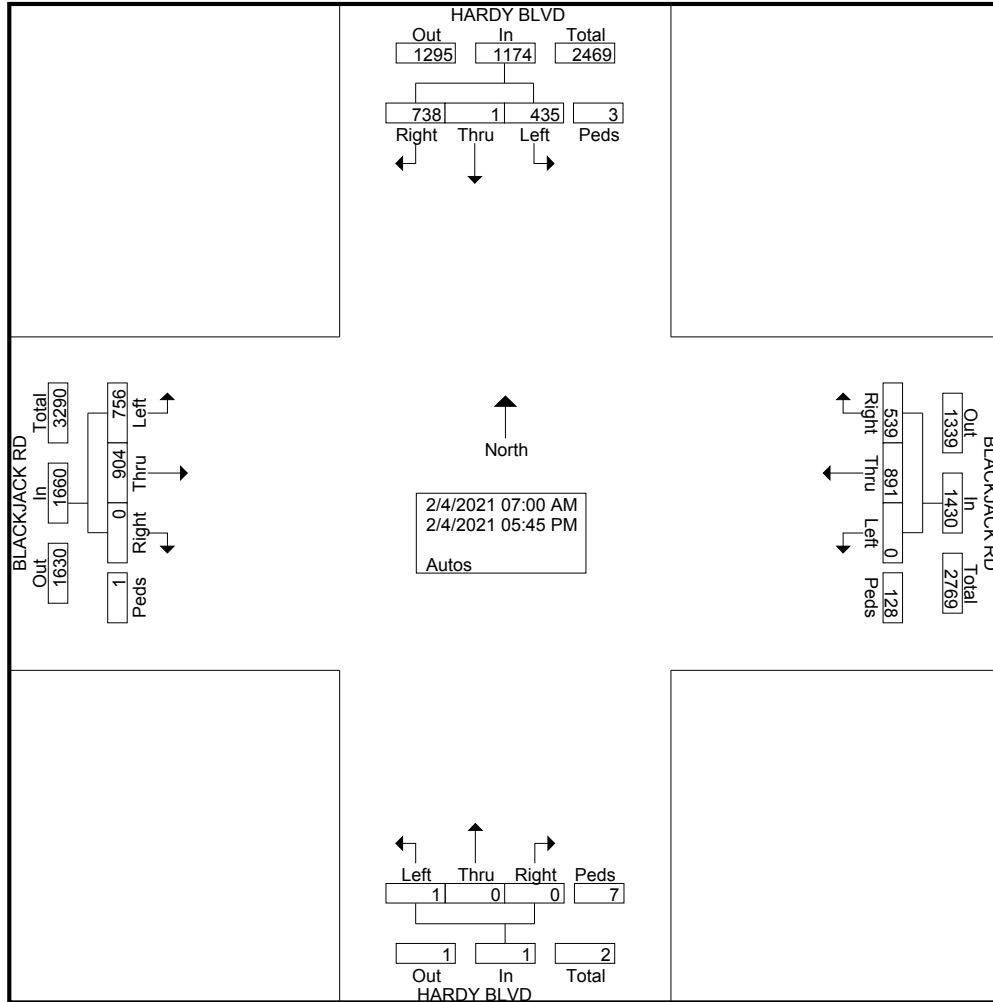 HARDY BLVD
Out In Total
1295 1174 2469
738 1 435 3
Right Thru Left Peds
BLACKJACK RD
Total In Out
3290 1660 1630
756 904 0 1
Left Thru Right Peds
North
2/4/2021 07:00 AM
2/4/2021 05:45 PM
Autos
BLACKJACK RD
Out In Total
1339 1430 2769
539 891 0 128
Right Thru Left Peds
Left Thru Right Peds
1 0 0 7
1 1 2
Out In Total
HARDY BLVD